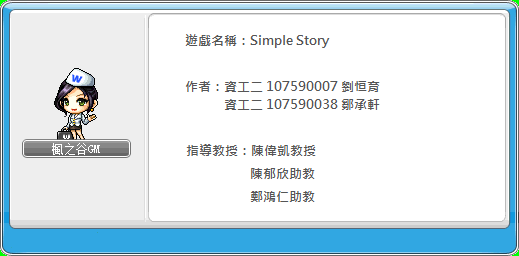 遊戲名稱：Simple Story
作者：資工二 107590007 劉恒育
資工二 107590038 鄒承軒
指導教授：陳偉凱教授
陳郁欣助教
鄭鴻仁助教
W
楓之谷GM